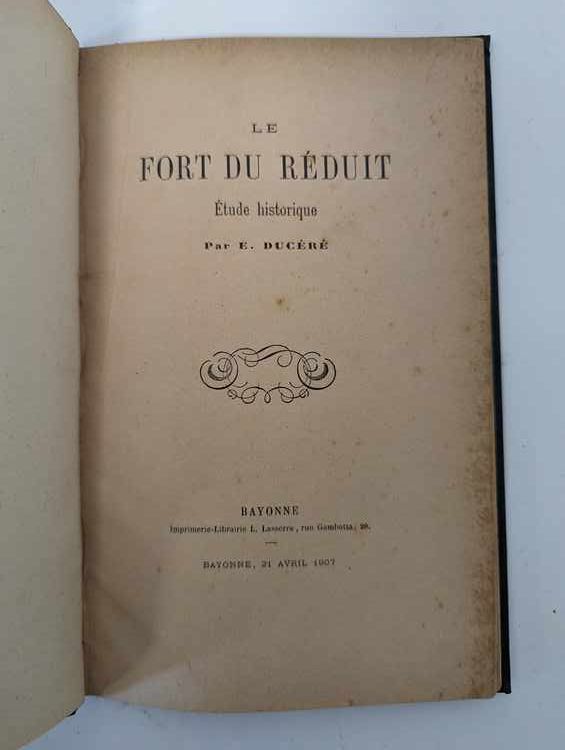 LE
FORT DU RÉDUIT
Étude historique
Par E. DUCÉRÉ
BAYONNE
Imprimerie-Librairie L. Lasserre, rue Gambetta, 20.
BAYONNE, 21 AVRIL 1907